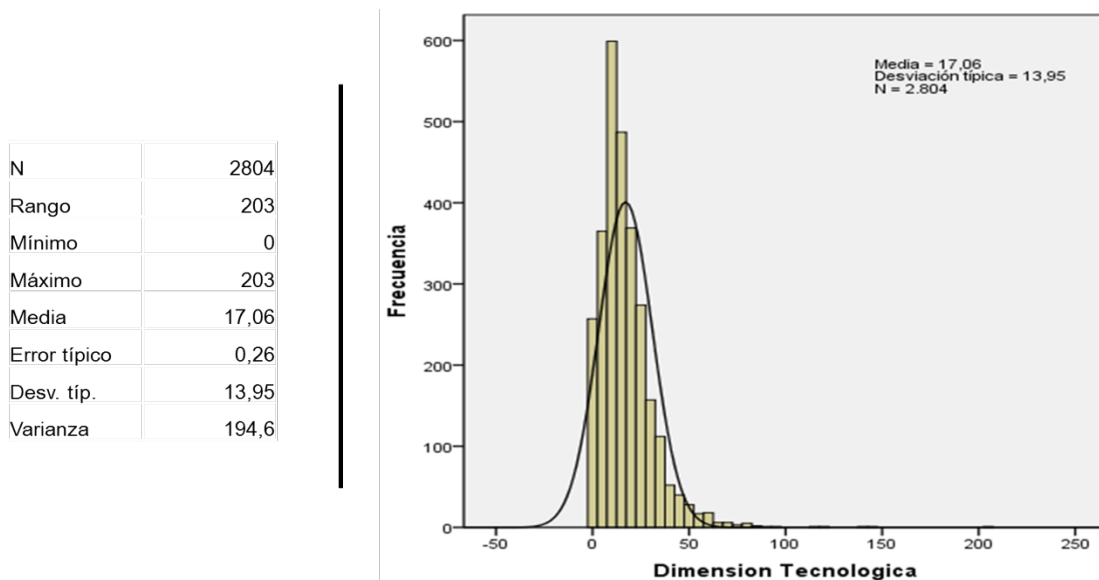 N 2804
Rango 203
Mínimo 0
Máximo 203
Media 17,06
Error típico 0,26
Desv. típ. 13,95
Varianza 194,6
Media = 17,06
Desviación típica = 13,95
N = 2.804
Frecuencia
600
500
400
300
200
100
0
-50 0 50 100 150 200 250
Dimension Tecnologica